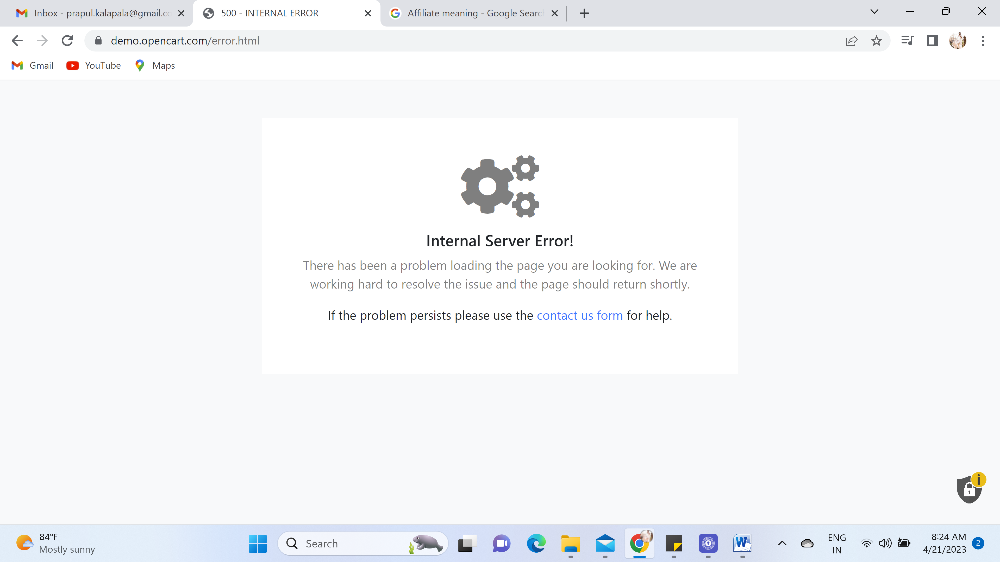 Inbox - prapul.kalapala@gmail.co
500 - INTERNAL ERROR
Affiliate meaning - Google Search
demo.opencart.com/error.html
Gmail
YouTube
Maps
Internal Server Error!
There has been a problem loading the page you are looking for. We are
working hard to resolve the issue and the page should return shortly.
If the problem persists please use the contact us form for help.
i
84°F
Mostly sunny
Search
W
ENG
IN
8:24 AM
4/21/2023
2